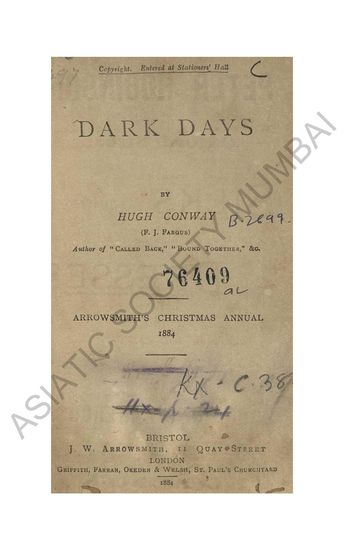 Copyright. Entered at Stationers' Hall
C
DARK DAYS
BY
HUGH CONWAY
B.2699.
(F. J. FARGUS)
Author of "CALLED BACK," "BOUND TOGETHER," &c.
76409
ARROWSMITH'S CHRISTMAS ANNUAL
1884
KX - C.38
BRISTOL
J. W. ARROWSMITH, 11 QUAY STREET
LONDON
GRIFFITH, FARRAN, OKEDEN & WELSH, ST. PAUL'S CHURCHYARD
1884
ASIATIC SOCIETY MUMBAI